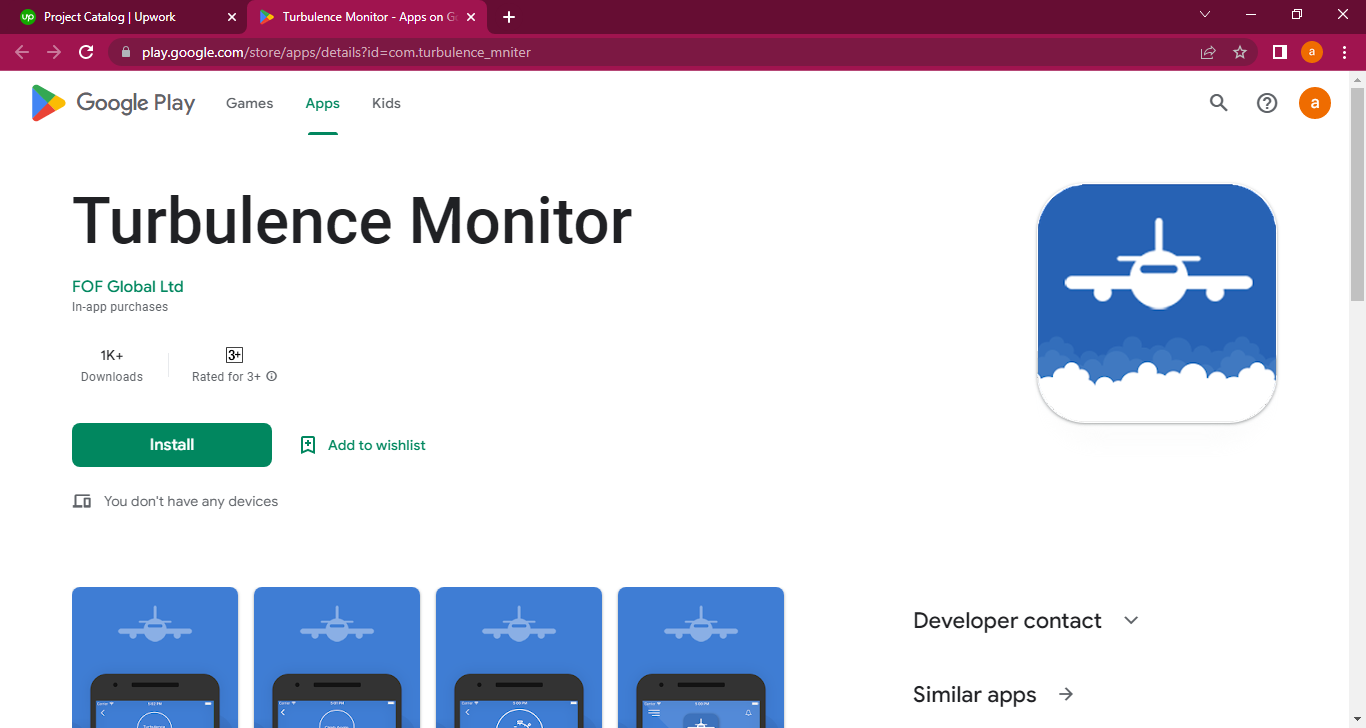 up Project Catalog | Upwork
Turbulence Monitor - Apps on Go
play.google.com/store/apps/details?id=com.turbulence_mniter
a
Google Play
Games
Apps
Kids
a
Turbulence Monitor
FOF Global Ltd
In-app purchases
1K+
Downloads
3+
Rated for 3+
Install
Add to wishlist
You don't have any devices
Developer contact
Similar apps